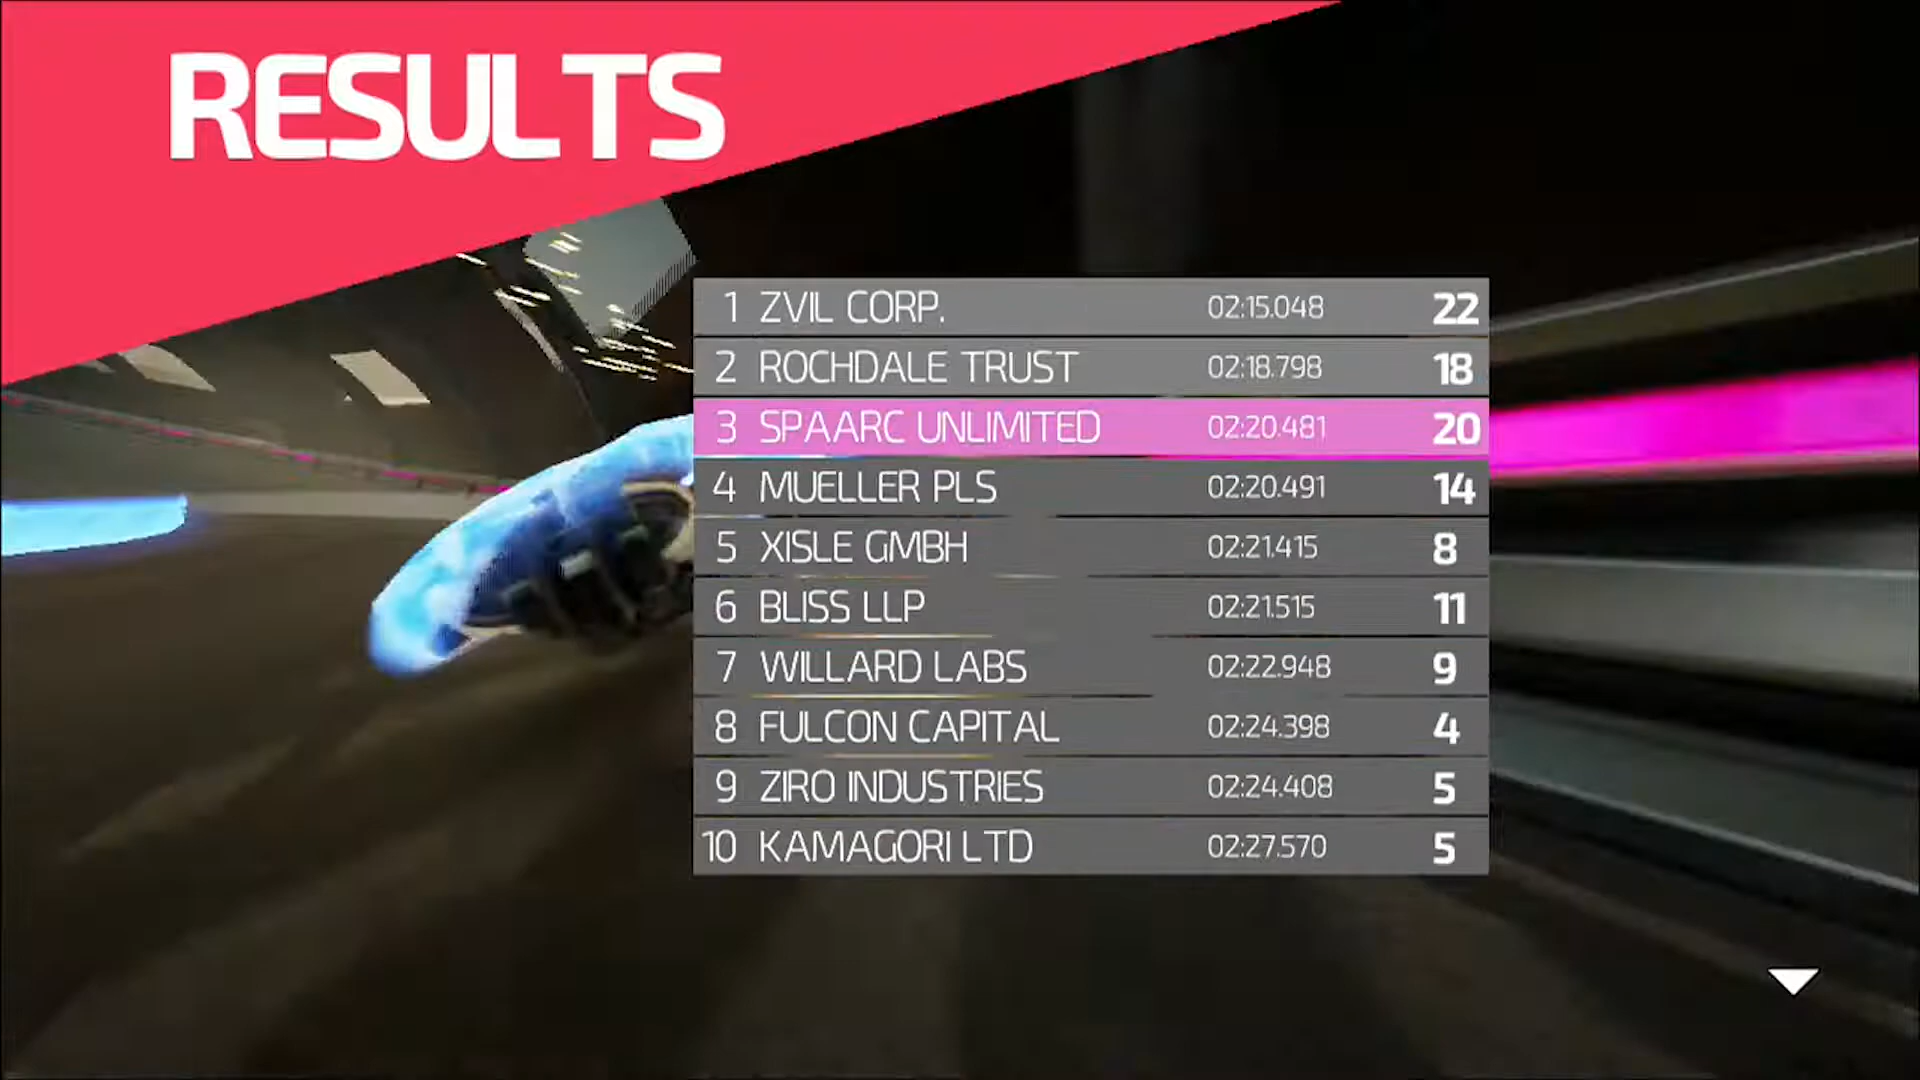 RESULTS
1 ZVIL CORP. 02:15.048 22
2 ROCHDALE TRUST 02:18.798 18
3 SPAARC UNLIMITED 02:20.481 20
4 MUELLER PLS 02:20.491 14
5 XISLE GMBH 02:21.415 8
6 BLISS LLP 02:21.515 11
7 WILLARD LABS 02:22.948 9
8 FULCON CAPITAL 02:24.398 4
9 ZIRO INDUSTRIES 02:24.408 5
10 KAMAGORI LTD 02:27.570 5